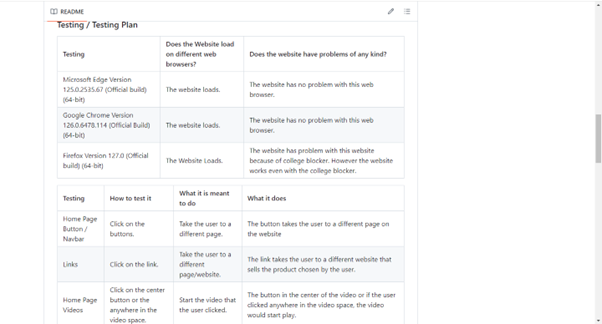 README
Testing / Testing Plan
Testing
Does the Website load
on different web
browsers?
Does the website have problems of any kind?
Microsoft Edge Version
125.0.2535.67 (Official build)
(64-bit)
The website loads.
The website has no problem with this web
browser.
Google Chrome Version
126.0.6478.114 (Official Build)
(64-bit)
The website loads.
The website has no problem with this web
browser.
Firefox Version 127.0 (Official
build) (64-bit)
The Website Loads.
The website has problem with this website
because of college blocker. However the website
works even with the college blocker.
Testing
How to test it
What it is meant
to do
What it does
Home Page
Button /
Navbar
Click on the
buttons.
Take the user to a
different page.
The button takes the user to a different page on
the website
Links
Click on the link.
Take the user to a
different
page/website.
The link takes the user to a different website that
sells the product chosen by the user.
Home Page
Videos
Click on the center
button or the
anywhere in the
video space.
Start the video that
the user clicked.
The button in the center of the video or if the user
clicked anywhere in the video space, the video
would start play.